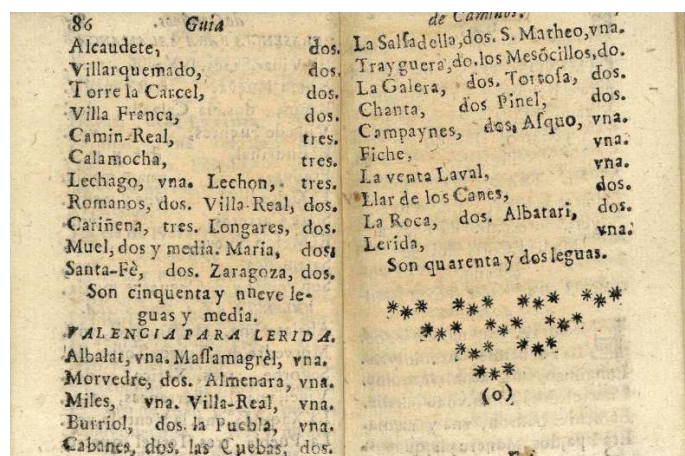 86 Guia
Alcaudete, dos.
Villarquemado, dos.
Torre la Carcel, dos.
Villa Franca, dos.
Camin-Real, tres.
Calamocha, tres.
Lechago, vna. Lechon, tres.
Romanos, dos. Villa-Real, dos.
Cariñena, tres. Longares, dos.
Muel, dos y media. Maria, dos.
Santa-Fè, dos. Zaragoza, dos.
Son cinquenta y nueve le-
guas y media.
VALENCIA PARA LERIDA.
Albalat, vna. Maſſamagrèl, vna.
Morvedre, dos. Almenara, vna.
Miles, vna. Villa-Real, vna.
Burriol, dos. la Puebla, vna.
Cabanes, dos. las Cuebas, dos.
de Caminos.
La Salſadella, dos. S. Matheo, vna.
Trayguera, do. los Mesócillos, do.
La Galera, dos. Tortoſa, dos.
Chanta, dos Pinel, dos.
Campaynes, dos. Aſquo, vna.
Fiche, vna.
La venta Laval, vna.
Llar de los Canes, dos.
La Roca, dos. Albatari, dos.
Lerida, vna.
Son quarenta y dos leguas.
*** *** *** ***
*** *** ***
*** ***
***
(o)